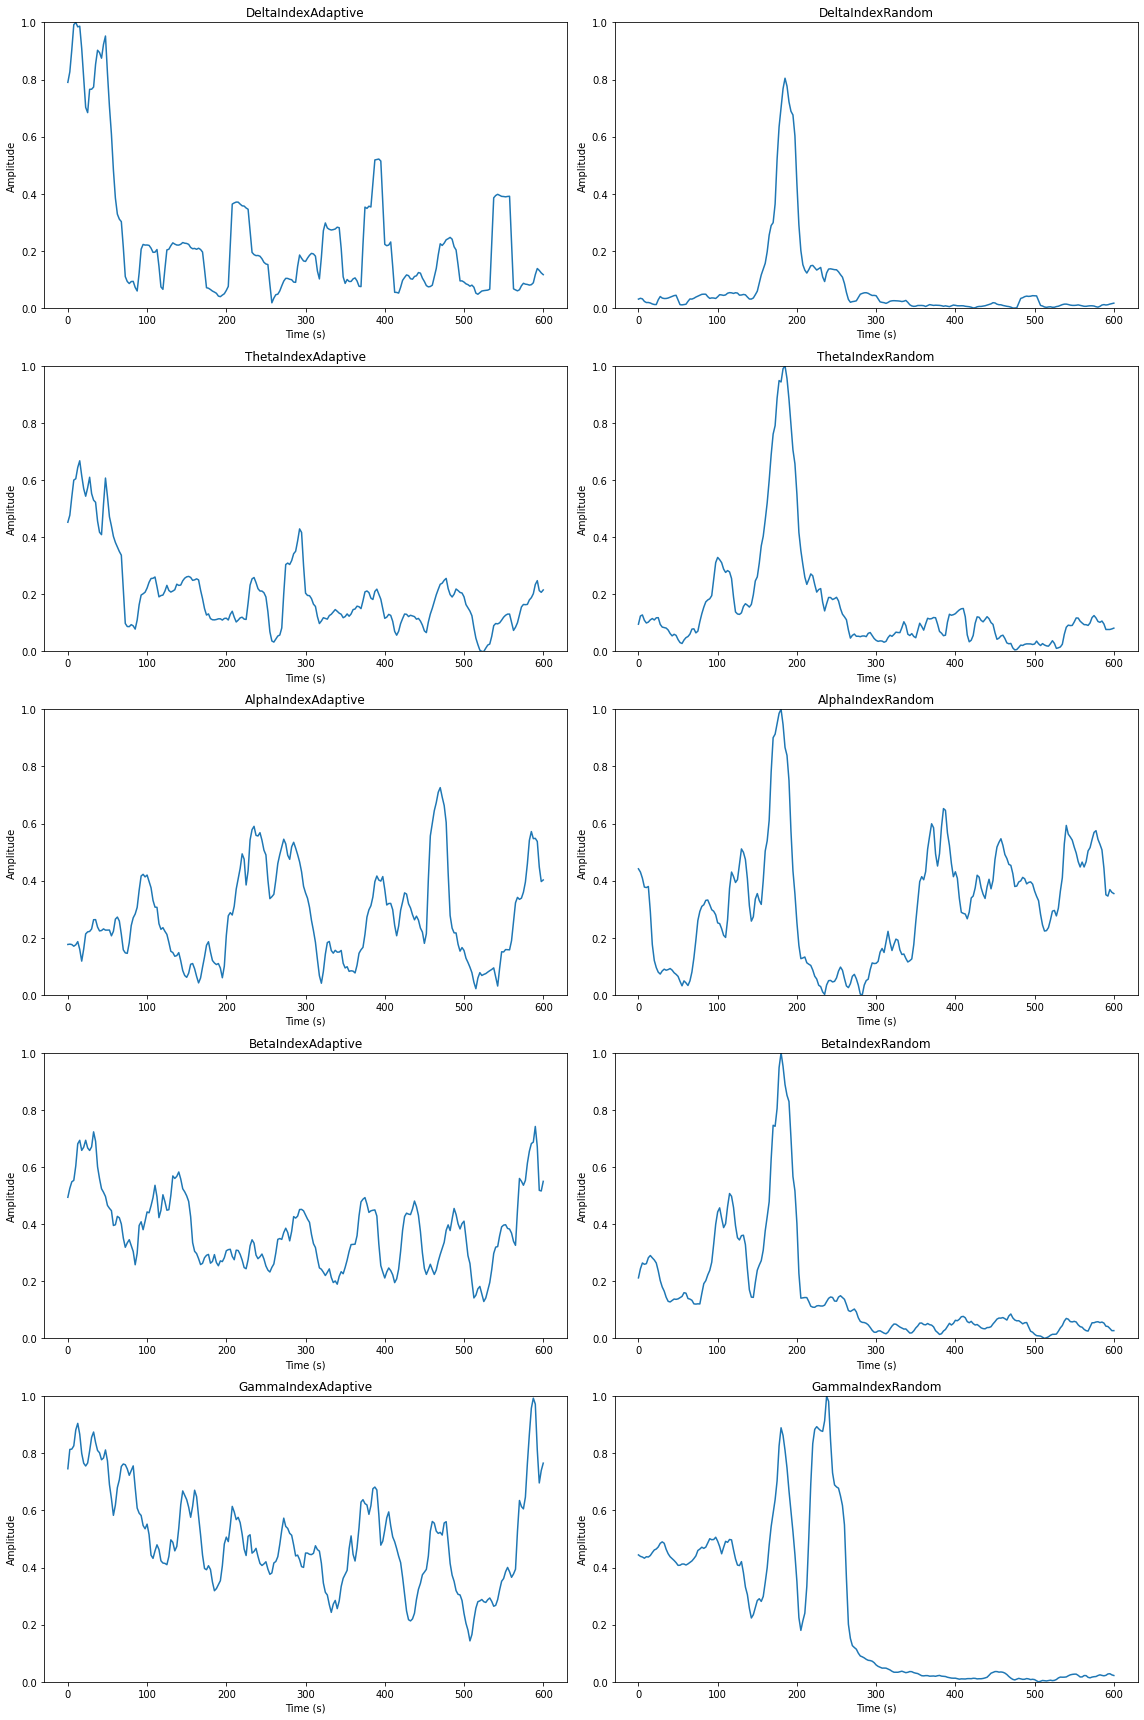 DeltaIndexAdaptive
1.0
0.8
0.6
0.4
0.2
0.0
Amplitude
0 100 200 300 400 500 600
Time (s)
DeltaIndexRandom
1.0
0.8
0.6
0.4
0.2
0.0
Amplitude
0 100 200 300 400 500 600
Time (s)
ThetaIndexAdaptive
1.0
0.8
0.6
0.4
0.2
0.0
Amplitude
0 100 200 300 400 500 600
Time (s)
ThetaIndexRandom
1.0
0.8
0.6
0.4
0.2
0.0
Amplitude
0 100 200 300 400 500 600
Time (s)
AlphaIndexAdaptive
1.0
0.8
0.6
0.4
0.2
0.0
Amplitude
0 100 200 300 400 500 600
Time (s)
AlphaIndexRandom
1.0
0.8
0.6
0.4
0.2
0.0
Amplitude
0 100 200 300 400 500 600
Time (s)
BetaIndexAdaptive
1.0
0.8
0.6
0.4
0.2
0.0
Amplitude
0 100 200 300 400 500 600
Time (s)
BetaIndexRandom
1.0
0.8
0.6
0.4
0.2
0.0
Amplitude
0 100 200 300 400 500 600
Time (s)
GammaIndexAdaptive
1.0
0.8
0.6
0.4
0.2
0.0
Amplitude
0 100 200 300 400 500 600
Time (s)
GammaIndexRandom
1.0
0.8
0.6
0.4
0.2
0.0
Amplitude
0 100 200 300 400 500 600
Time (s)